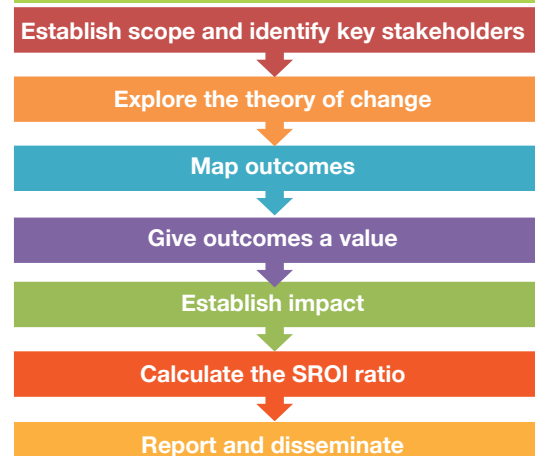 Establish scope and identify key stakeholders
Explore the theory of change
Map outcomes
Give outcomes a value
Establish impact
Calculate the SROI ratio
Report and disseminate